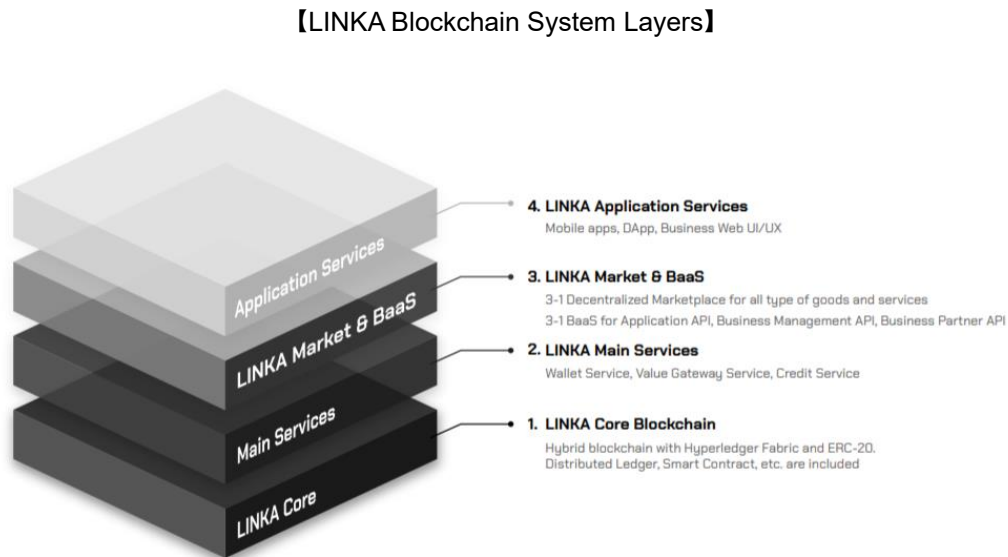 【LINKA Blockchain System Layers】
Application Services
LINKA Market & BaaS
Main Services
LINKA Core
4. LINKA Application Services
Mobile apps, DApp, Business Web UI/UX
3. LINKA Market & BaaS
3-1 Decentralized Marketplace for all type of goods and services
3-1 BaaS for Application API, Business Management API, Business Partner API
2. LINKA Main Services
Wallet Service, Value Gateway Service, Credit Service
1. LINKA Core Blockchain
Hybrid blockchain with Hyperledger Fabric and ERC-20.
Distributed Ledger, Smart Contract, etc. are included